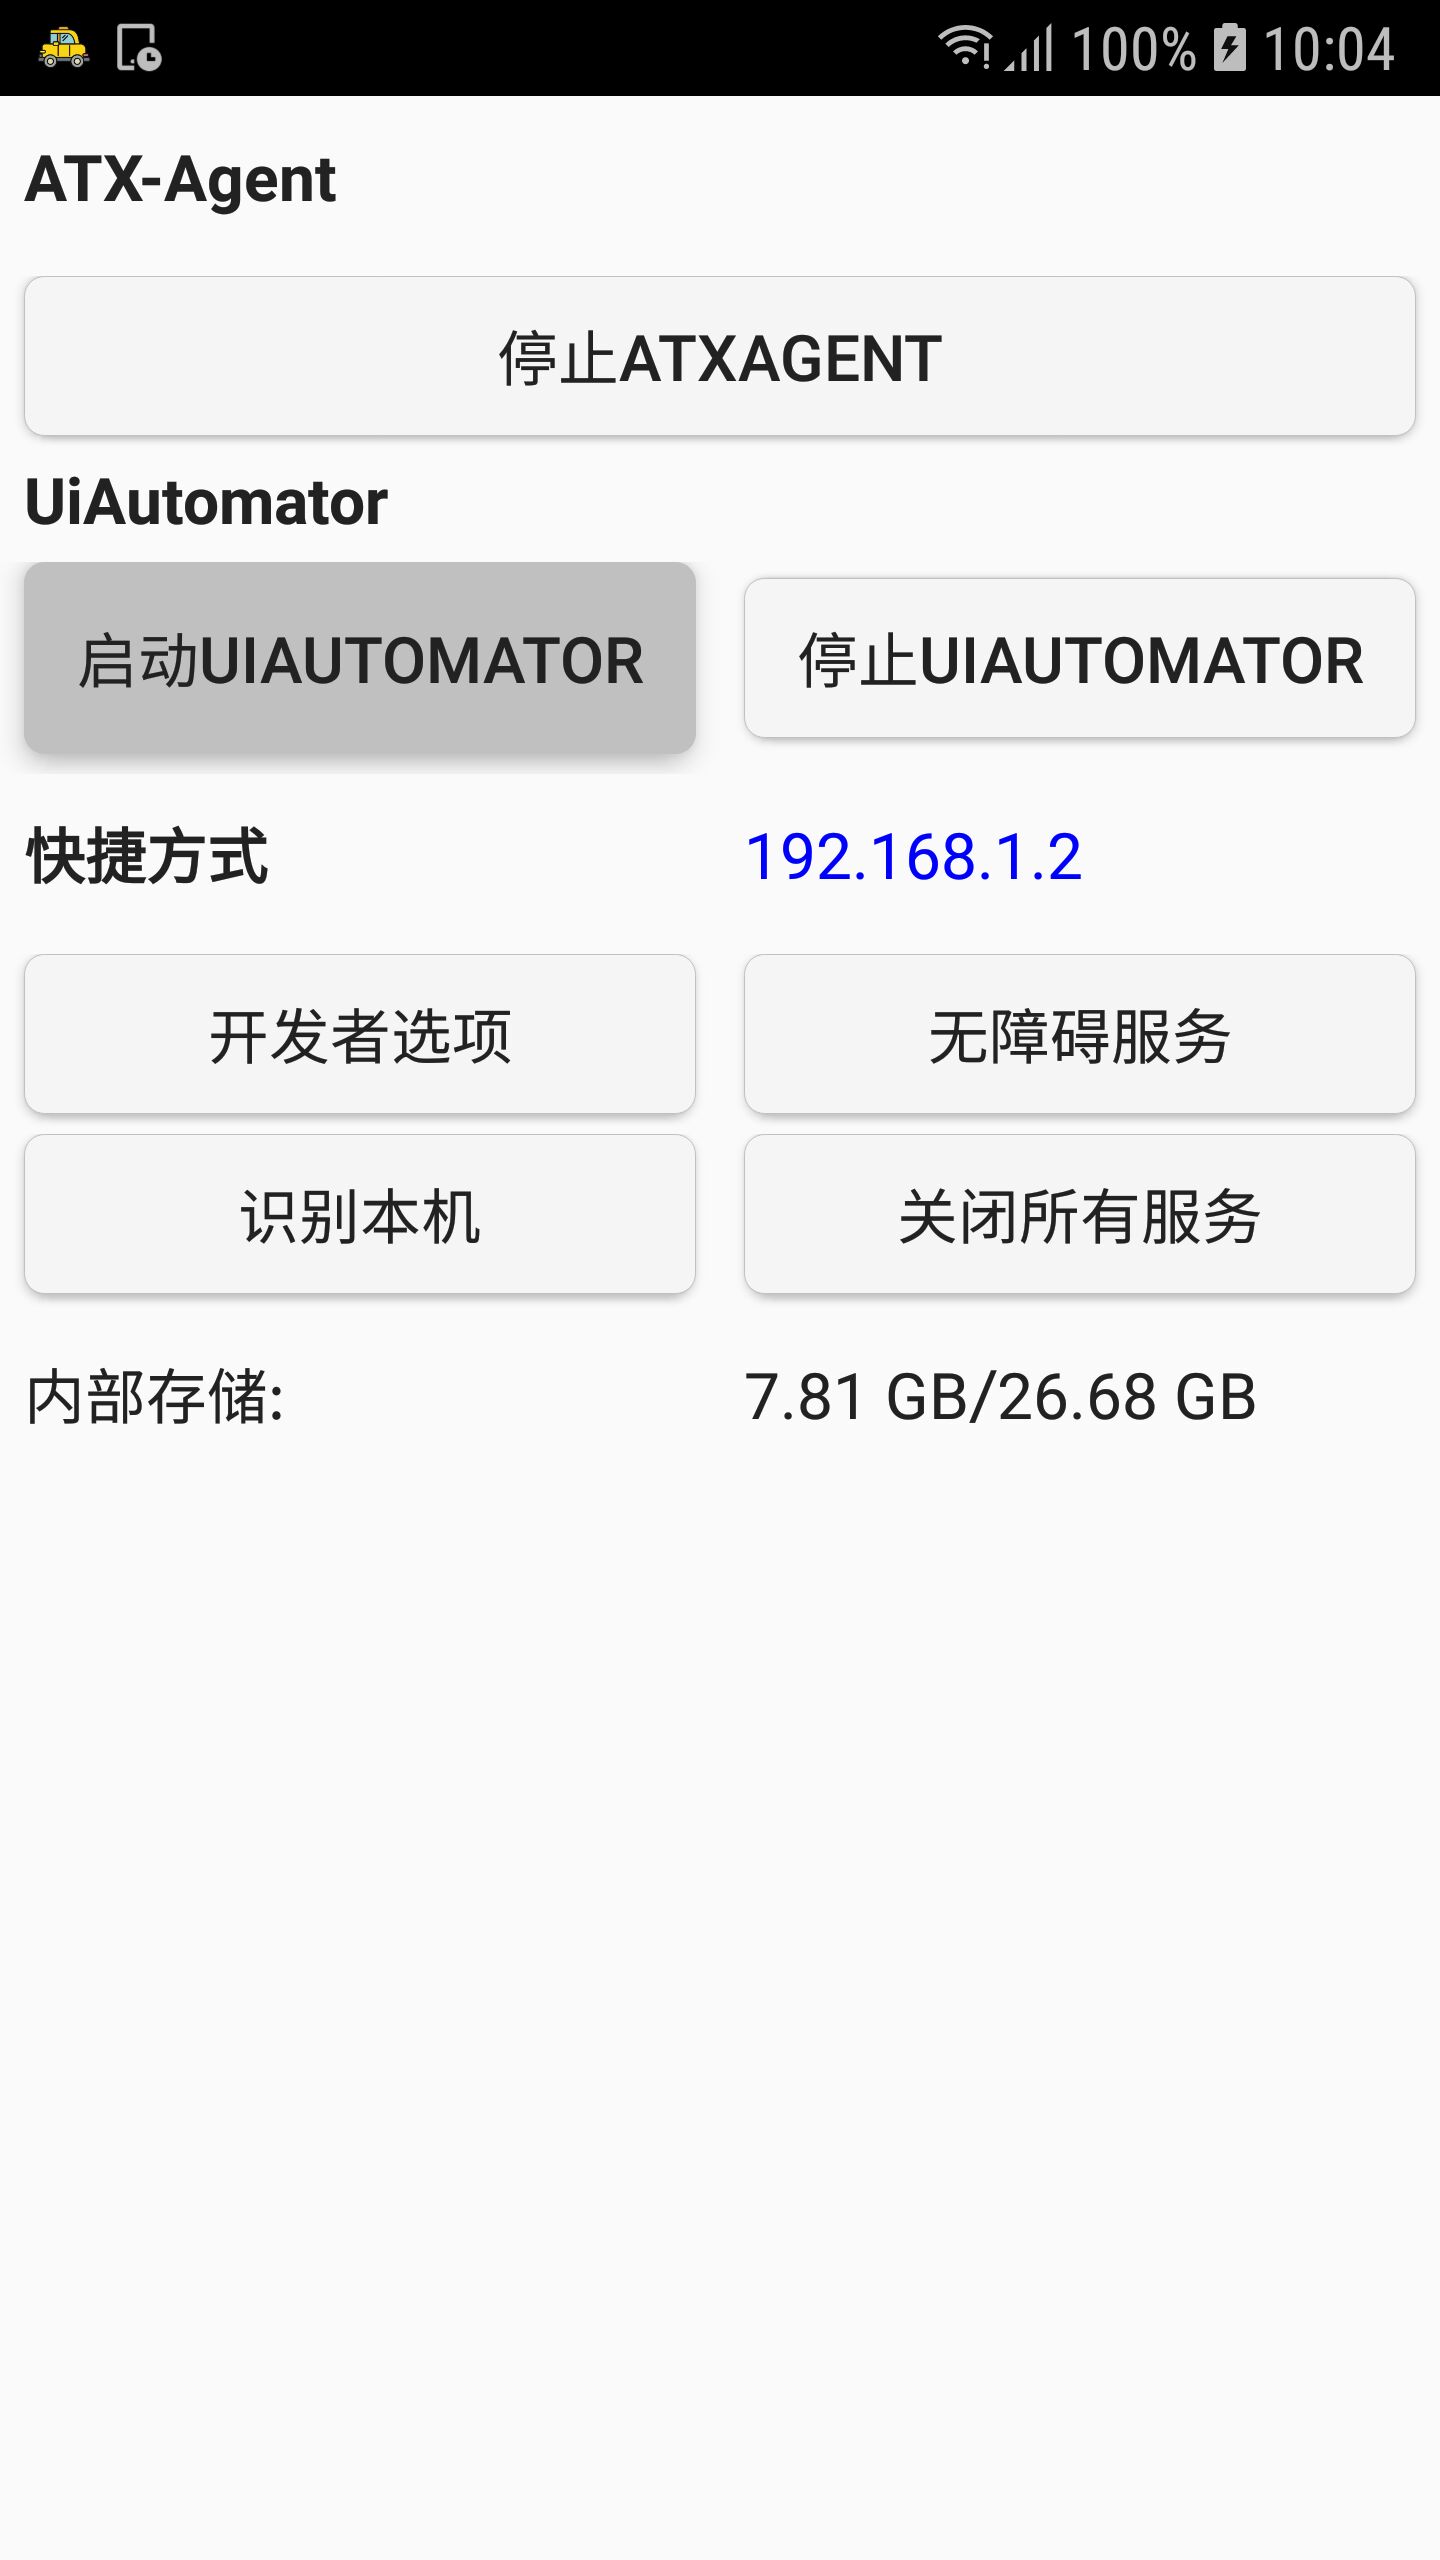 100% 10:04
ATX-Agent
停止ATXAGENT
UiAutomator
启动UIAUTOMATOR 停止UIAUTOMATOR
快捷方式 192.168.1.2
开发者选项 无障碍服务
识别本机 关闭所有服务
内部存储: 7.81 GB/26.68 GB